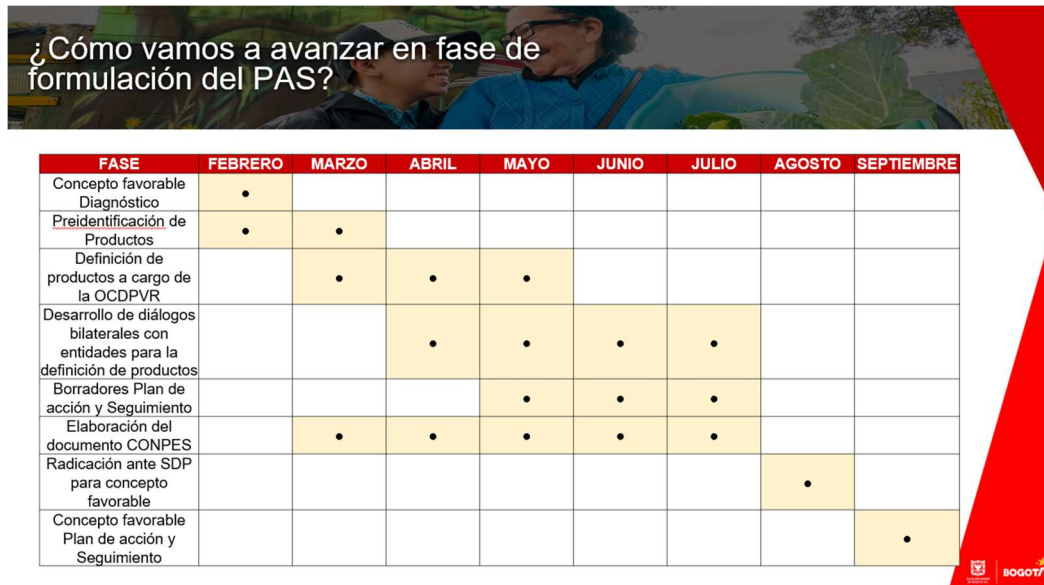 ¿Cómo vamos a avanzar en fase de
formulación del PAS?
FASE FEBRERO MARZO ABRIL MAYO JUNIO JULIO AGOSTO SEPTIEMBRE
Concepto favorable
Diagnóstico
Preidentificación de
Productos
Definición de
productos a cargo de
la OCDPVR
Desarrollo de diálogos
bilaterales con
entidades para la
definición de productos
Borradores Plan de
acción y Seguimiento
Elaboración del
documento CONPES
Radicación ante SDP
para concepto
favorable
Concepto favorable
Plan de acción y
Seguimiento
BOGOTÁ